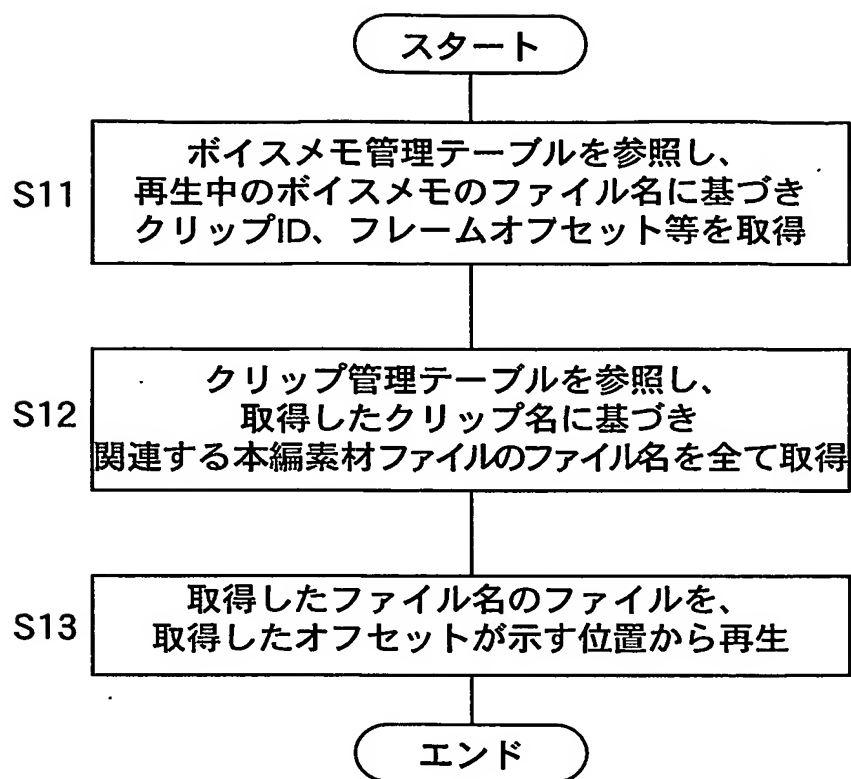 スタート
S11
ボイスメモ管理テーブルを参照し、
再生中のボイスメモのファイル名に基づき
クリップID、フレームオフセット等を取得
S12
クリップ管理テーブルを参照し、
取得したクリップ名に基づき
関連する本編素材ファイルのファイル名を全て取得
S13
取得したファイル名のファイルを、
取得したオフセットが示す位置から再生
エンド